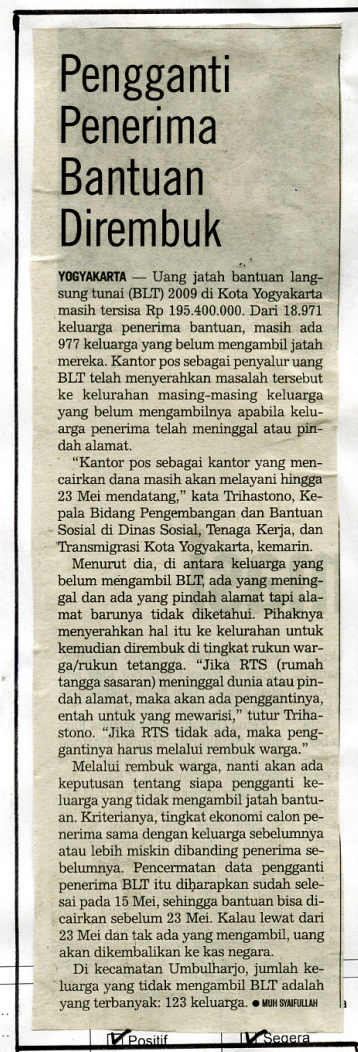 Pengganti
Penerima
Bantuan
Dirembuk
YOGYAKARTA — Uang jatah bantuan lang-
sung tunai (BLT) 2009 di Kota Yogyakarta
masih tersisa Rp 195.400.000. Dari 18.971
keluarga penerima bantuan, masih ada
977 keluarga yang belum mengambil jatah
mereka. Kantor pos sebagai penyalur uang
BLT telah menyerahkan masalah tersebut
ke kelurahan masing-masing keluarga
yang belum mengambilnya apabila kelu-
arga penerima telah meninggal atau pin-
dah alamat.
“Kantor pos sebagai kantor yang men-
cairkan dana masih akan melayani hingga
23 Mei mendatang,” kata Trihastono, Ke-
pala Bidang Pengembangan dan Bantuan
Sosial di Dinas Sosial, Tenaga Kerja, dan
Transmigrasi Kota Yogyakarta, kemarin.
Menurut dia, di antara keluarga yang
belum mengambil BLT, ada yang mening-
gal dan ada yang pindah alamat tapi ala-
mat barunya tidak diketahui. Pihaknya
menyerahkan hal itu ke kelurahan untuk
kemudian dirembuk di tingkat rukun war-
ga/rukun tetangga. “Jika RTS (rumah
tangga sasaran) meninggal dunia atau pin-
dah alamat, maka akan ada penggantinya,
entah untuk yang mewarisi,” tutur Triha-
stono. “Jika RTS tidak ada, maka peng-
gantinya harus melalui rembuk warga.”
Melalui rembuk warga, nanti akan ada
keputusan tentang siapa pengganti ke-
luarga yang tidak mengambil jatah bantu-
an. Kriterianya, tingkat ekonomi calon pe-
nerima sama dengan keluarga sebelumnya
atau lebih miskin dibanding penerima se-
belumnya. Pencermatan data pengganti
penerima BLT itu diharapkan sudah sele-
sai pada 15 Mei, sehingga bantuan bisa di-
cairkan sebelum 23 Mei. Kalau lewat dari
23 Mei dan tak ada yang mengambil, uang
akan dikembalikan ke kas negara.
Di kecamatan Umbulharjo, jumlah ke-
luarga yang tidak mengambil BLT adalah
yang terbanyak: 123 keluarga. ● MUH SYAIFULLAH
Positif Segera